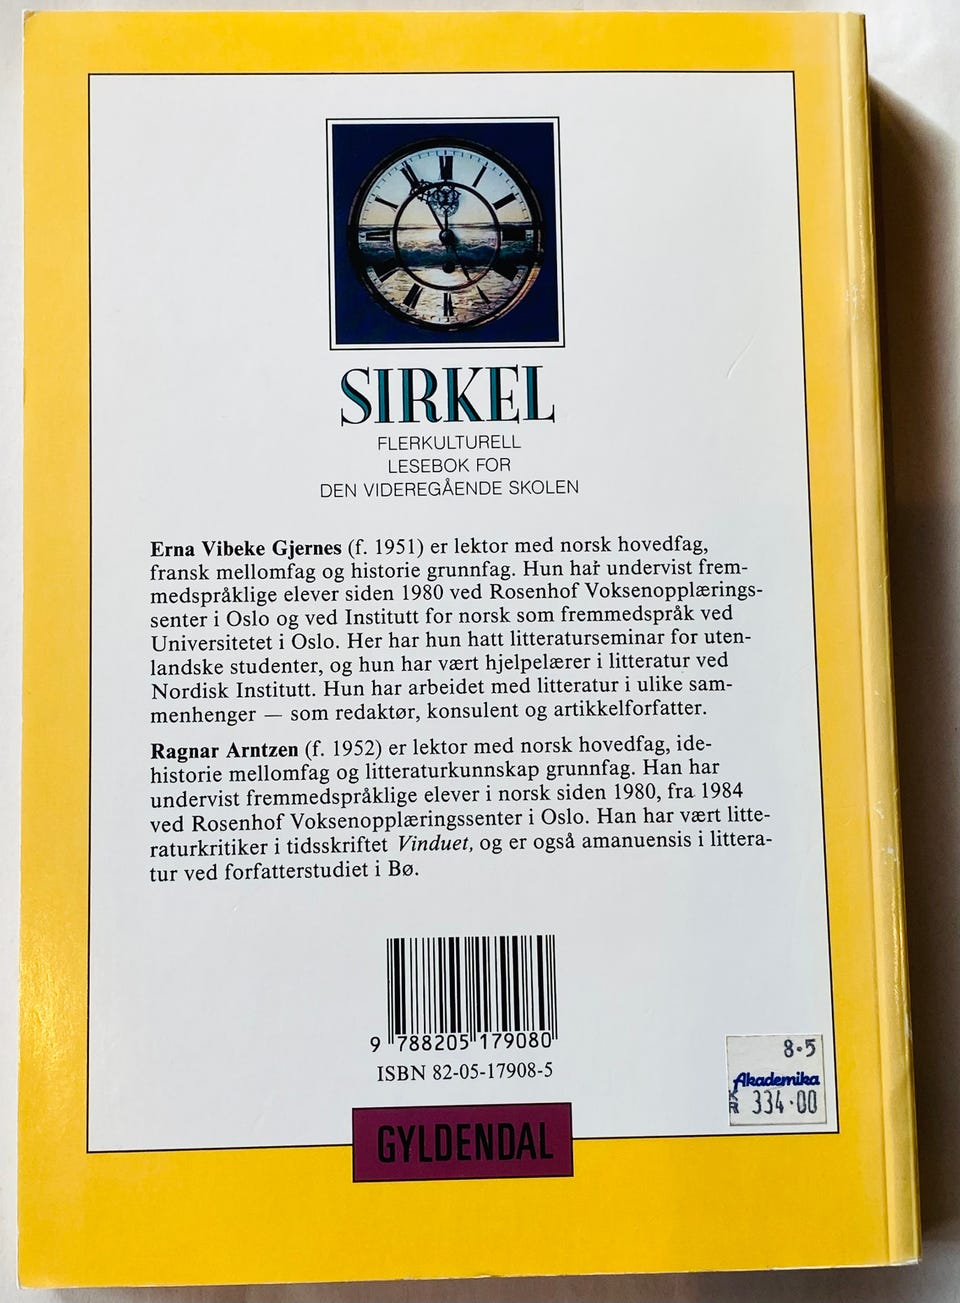 SIRKEL
FLERKULTURELL
LESEBOK FOR
DEN VIDEREGÅENDE SKOLEN
Erna Vibeke Gjernes (f. 1951) er lektor med norsk hovedfag,
fransk mellomfag og historie grunnfag. Hun har undervist frem-
medspråklige elever siden 1980 ved Rosenhof Voksenopplærings-
senter i Oslo og ved Institutt for norsk som fremmedspråk ved
Universitetet i Oslo. Her har hun hatt litteraturseminar for uten-
landske studenter, og hun har vært hjelpelærer i litteratur ved
Nordisk Institutt. Hun har arbeidet med litteratur i ulike sam-
menhenger — som redaktør, konsulent og artikkelforfatter.
Ragnar Arntzen (f. 1952) er lektor med norsk hovedfag, ide-
historie mellomfag og litteraturkunnskap grunnfag. Han har
undervist fremmedspråklige elever i norsk siden 1980, fra 1984
ved Rosenhof Voksenopplæringssenter i Oslo. Han har vært litte-
raturkritiker i tidsskriftet Vinduet, og er også amanuensis i littera-
tur ved forfatterstudiet i Bø.
9 788205 179080
ISBN 82-05-17908-5
8·5
Akademika
KR 334·00
GYLDENDAL